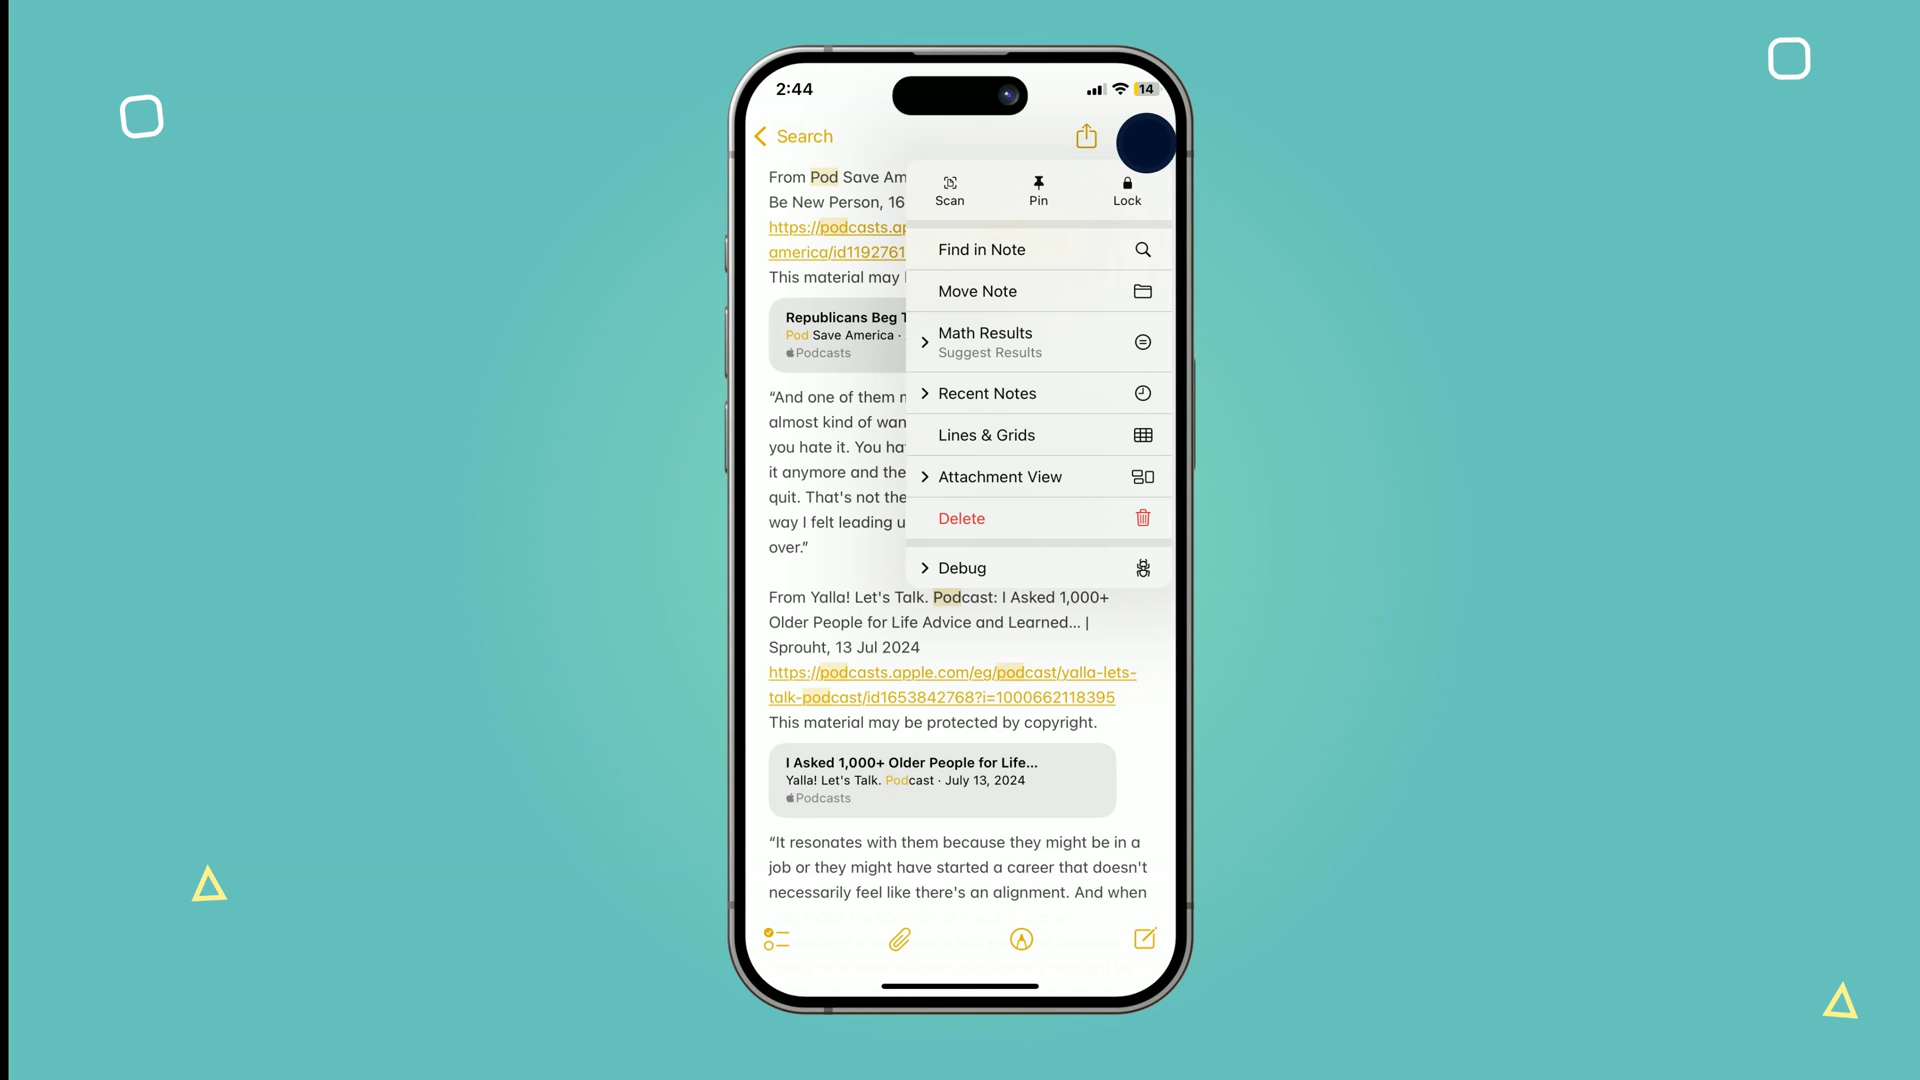 2:44
14
Search
From Pod Save Am
Be New Person, 16
https://podcasts.ap
america/id1192761
This material may
Republicans Beg T
Pod Save America ·
Podcasts
“And one of them
almost kind of wan
you hate it. You ha
it anymore and the
quit. That's not the
way I felt leading u
over.”
Scan
Pin
Lock
Find in Note
Move Note
Math Results
Suggest Results
Recent Notes
Lines & Grids
Attachment View
Delete
Debug
From Yalla! Let's Talk. Podcast: I Asked 1,000+
Older People for Life Advice and Learned... |
Sprouht, 13 Jul 2024
https://podcasts.apple.com/eg/podcast/yalla-lets-
talk-podcast/id1653842768?i=1000662118395
This material may be protected by copyright.
I Asked 1,000+ Older People for Life...
Yalla! Let's Talk. Podcast · July 13, 2024
Podcasts
“It resonates with them because they might be in a
job or they might have started a career that doesn't
necessarily feel like there's an alignment. And when